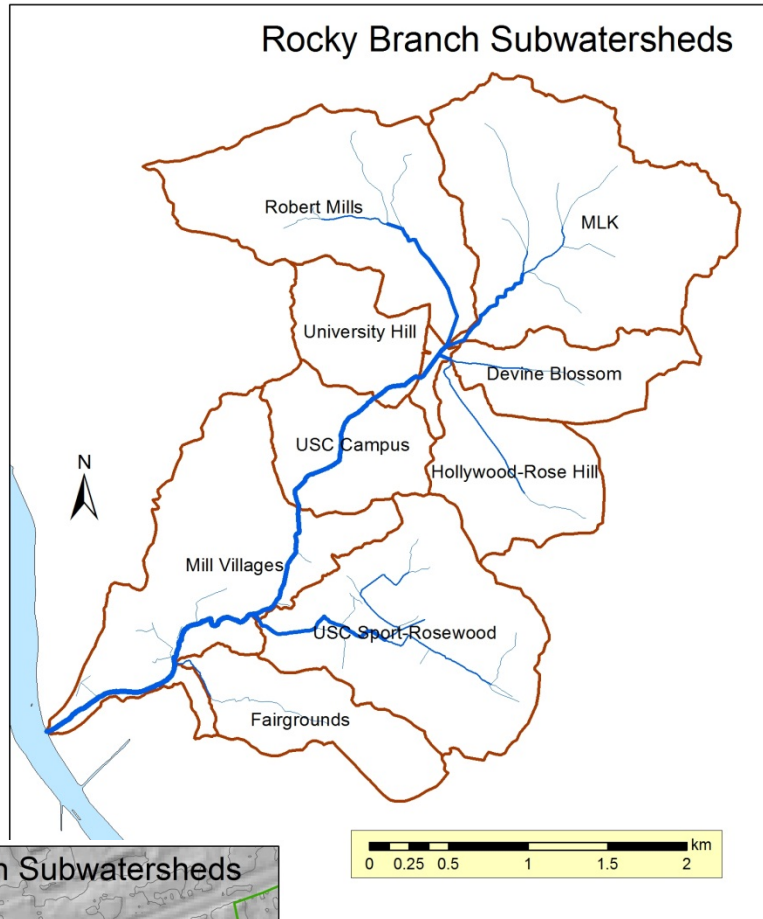 Rocky Branch Subwatersheds
Robert Mills
MLK
University Hill
Devine Blossom
USC Campus
Hollywood-Rose Hill
N
Mill Villages
USC Sport-Rosewood
Fairgrounds
km
0 0.25 0.5 1 1.5 2
Subwatersheds